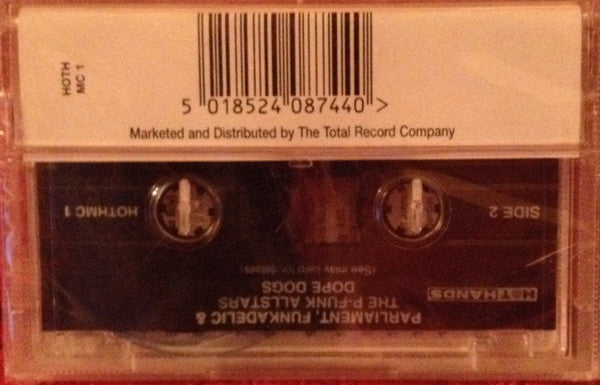 HOTH
MC 1
5 018524 087440 >
Marketed and Distributed by The Total Record Company
HOTHMC 1
SIDE 2
(See inlay card for details)
HOTHANDS
PARLIAMENT, FUNKADELIC &
THE P-FUNK ALLSTARS
DOPE DOGS